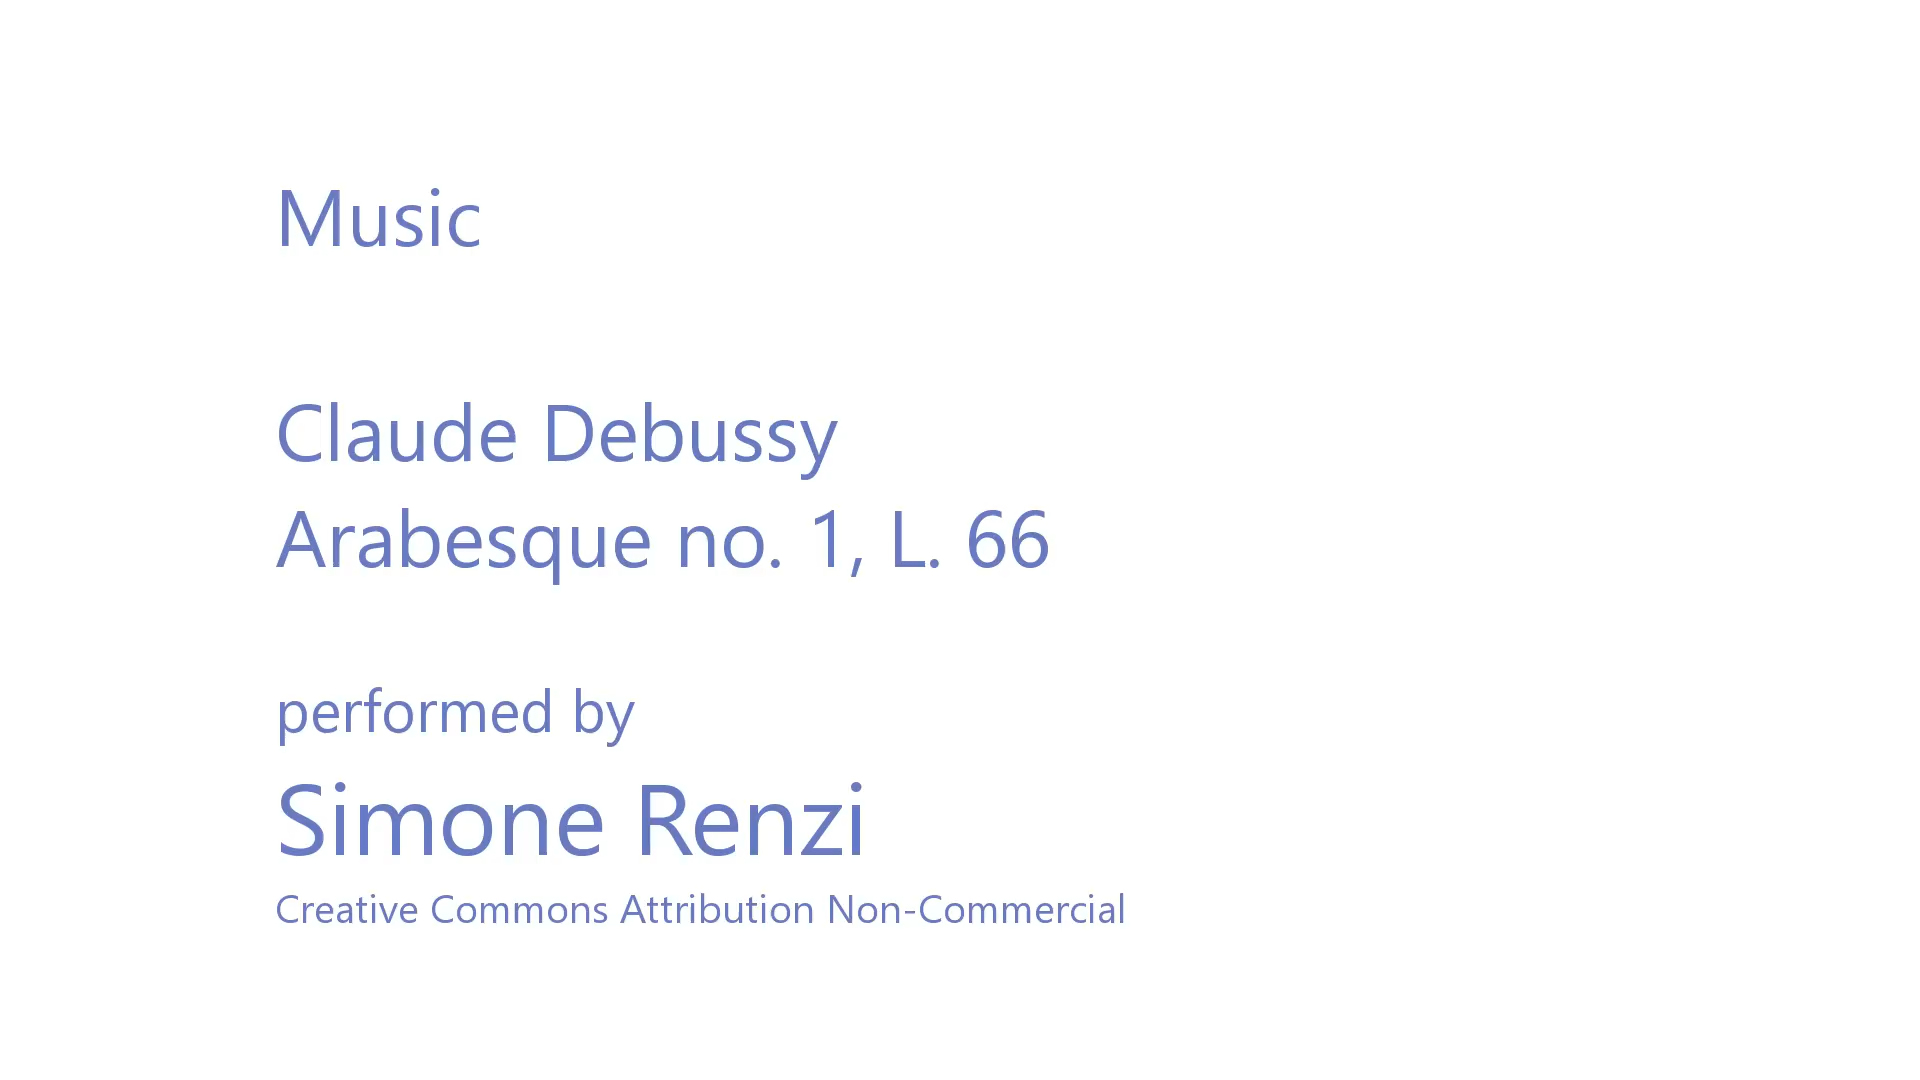 Music
Claude Debussy
Arabesque no. 1, L. 66
performed by
Simone Renzi
Creative Commons Attribution Non-Commercial